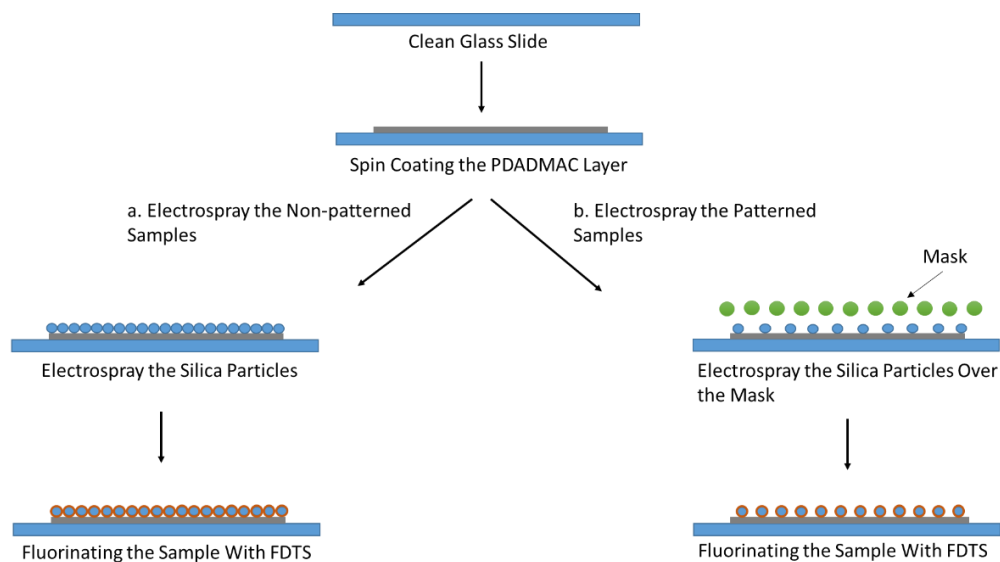 Clean Glass Slide
Spin Coating the PDADMAC Layer
a. Electrospray the Non-patterned
Samples
b. Electrospray the Patterned
Samples
Mask
Electrospray the Silica Particles
Electrospray the Silica Particles Over
the Mask
Fluorinating the Sample With FDTS
Fluorinating the Sample With FDTS